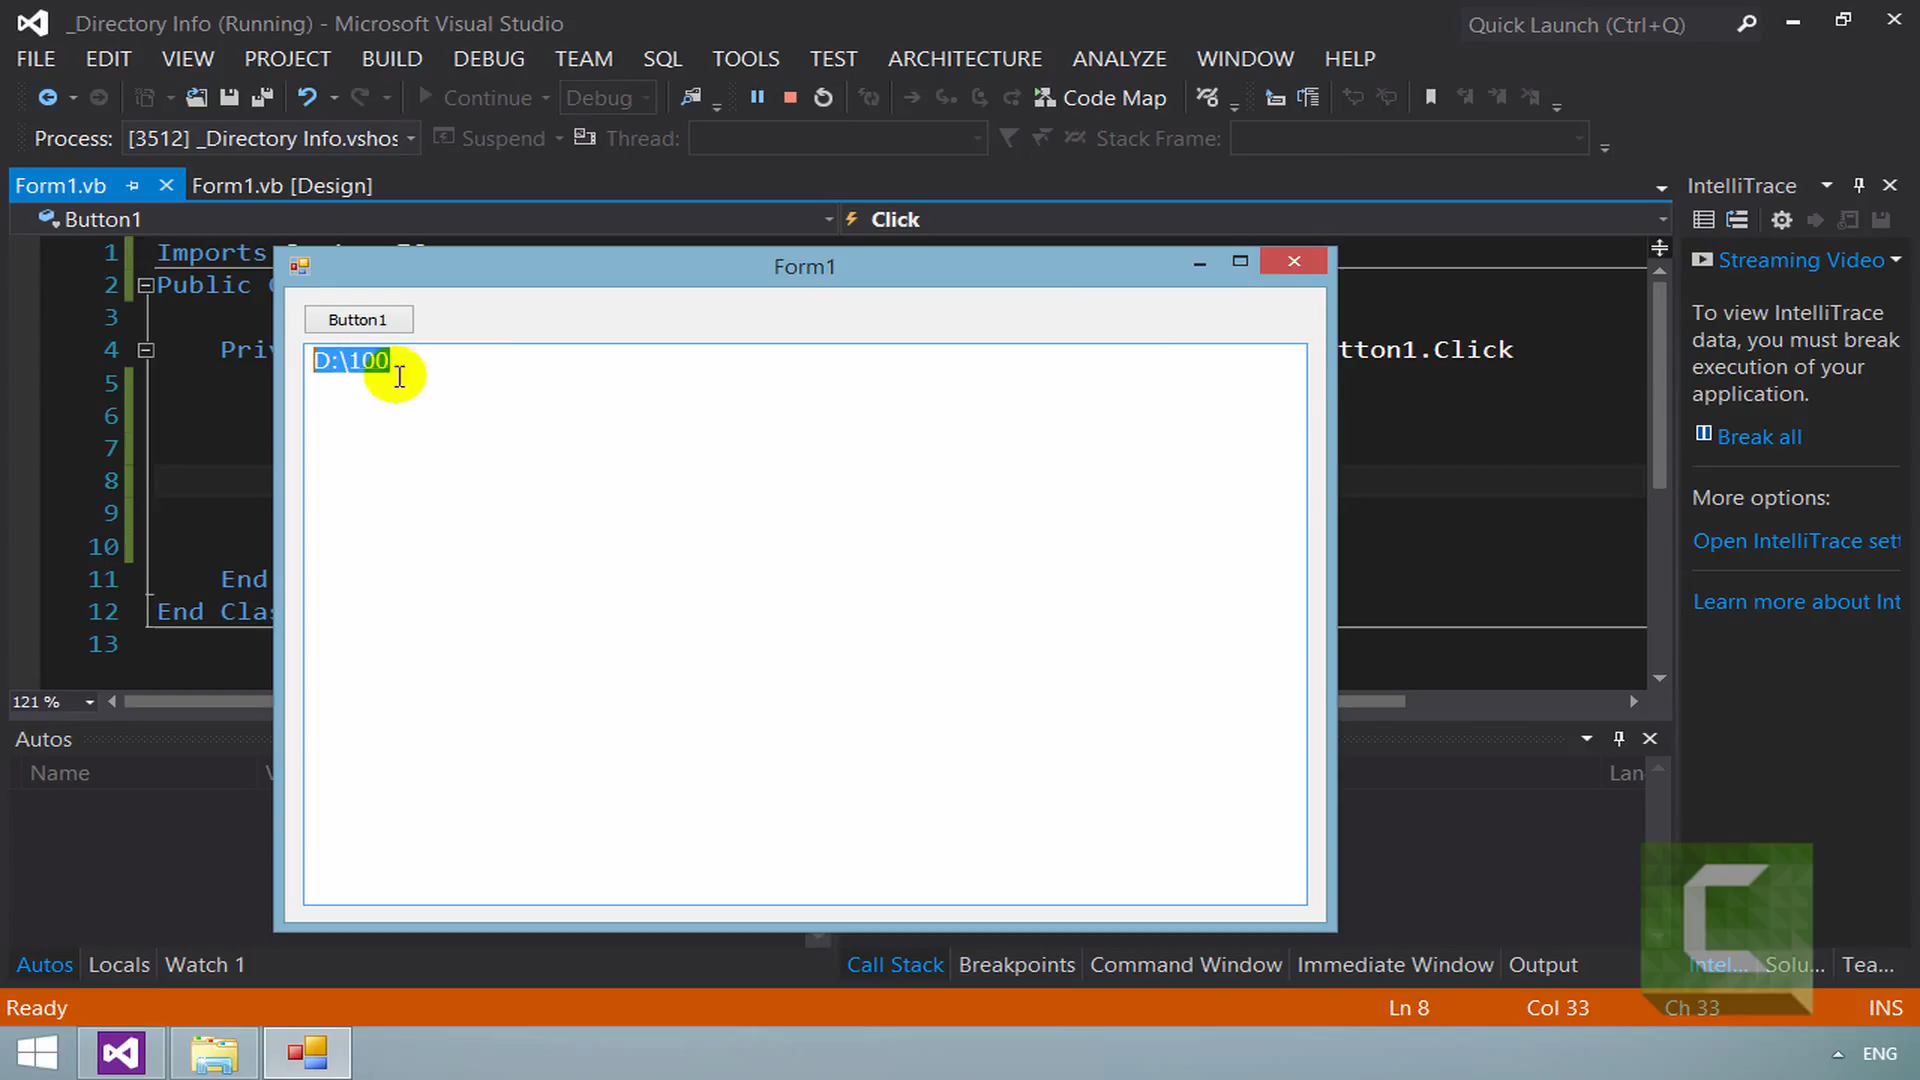 _Directory Info (Running) - Microsoft Visual Studio
Quick Launch (Ctrl+Q)
FILE EDIT VIEW PROJECT BUILD DEBUG TEAM SQL TOOLS TEST ARCHITECTURE ANALYZE WINDOW HELP
Continue Debug Code Map
Process: [3512] _Directory Info.vshos Suspend Thread: Stack Frame:
Form1.vb Form1.vb [Design] IntelliTrace
Button1 Click
1 Imports
2 Public
3
4 Priv tton1.Click
5
6
7
8
9
10
11 End
12 End Clas
13
Form1
Button1
D:\100
Streaming Video
To view IntelliTrace
data, you must break
execution of your
application.
Break all
More options:
Open IntelliTrace sett
Learn more about Int
121 %
Autos
Name V Lan
Autos Locals Watch 1 Call Stack Breakpoints Command Window Immediate Window Output Intel... Solu... Tea...
Ready Ln 8 Col 33 Ch 33 INS
ENG